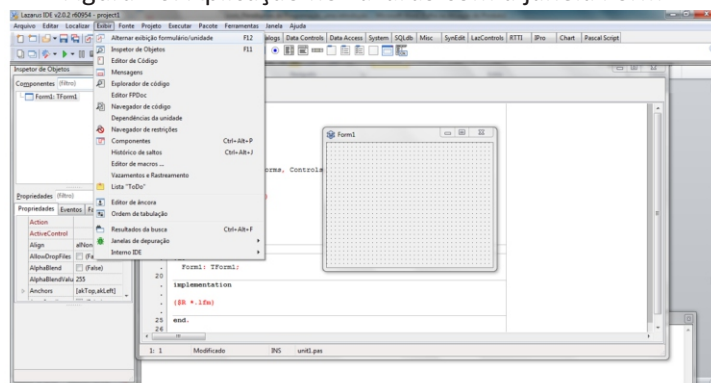 Lazarus IDE v2.0.2 r60954 - project1
Arquivo Editar Localizar Exibir Fonte Projeto Executar Pacote Ferramentas Janela Ajuda
Alternar exibição formulário/unidade F12
Inspetor de Objetos F11
Editor de Código
Mensagens
Explorador de código
Editor FPDoc
Navegador de código
Dependências da unidade
Navegador de restrições
Componentes Ctrl+Alt+P
Histórico de saltos Ctrl+Alt+J
Editor de macros ...
Vazamentos e Rastreamento
Lista "ToDo"
Editor de âncora
Ordem de tabulação
Resultados da busca Ctrl+Alt+F
Janelas de depuração
Interno IDE
Data Controls Data Access System SQLdb Misc SynEdit LazControls RTTI IPro Chart Pascal Script
Inspetor de Objetos
Componentes (filtro)
Form1: TForm1
Propriedades (filtro)
Propriedades Eventos
Action
ActiveControl
Align alNon
AllowDropFiles
AlphaBlend (False)
AlphaBlendValu 255
Anchors [akTop,akLeft]
Form1
orms, Controls
Form1: TForm1;
20
implementation
{$R *.lfm}
25 end.
26
1: 1 Modificado INS unit1.pas